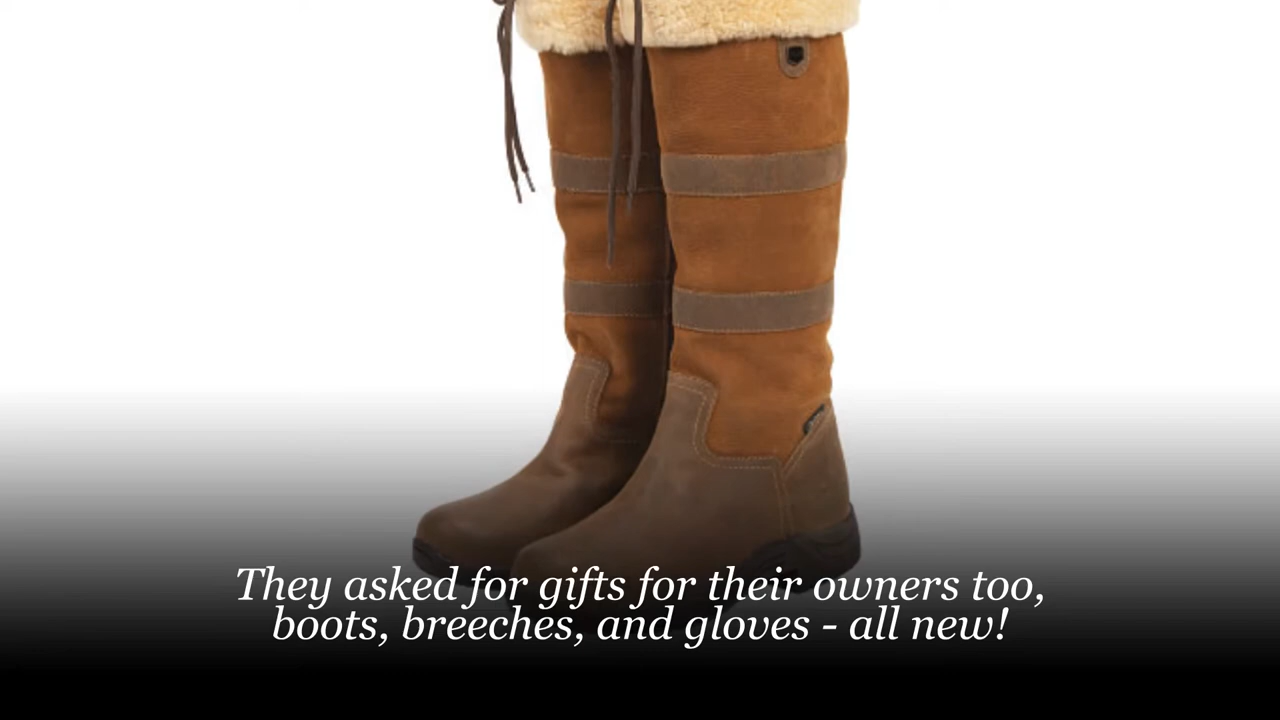 They asked for gifts for their owners too,
boots, breeches, and gloves - all new!